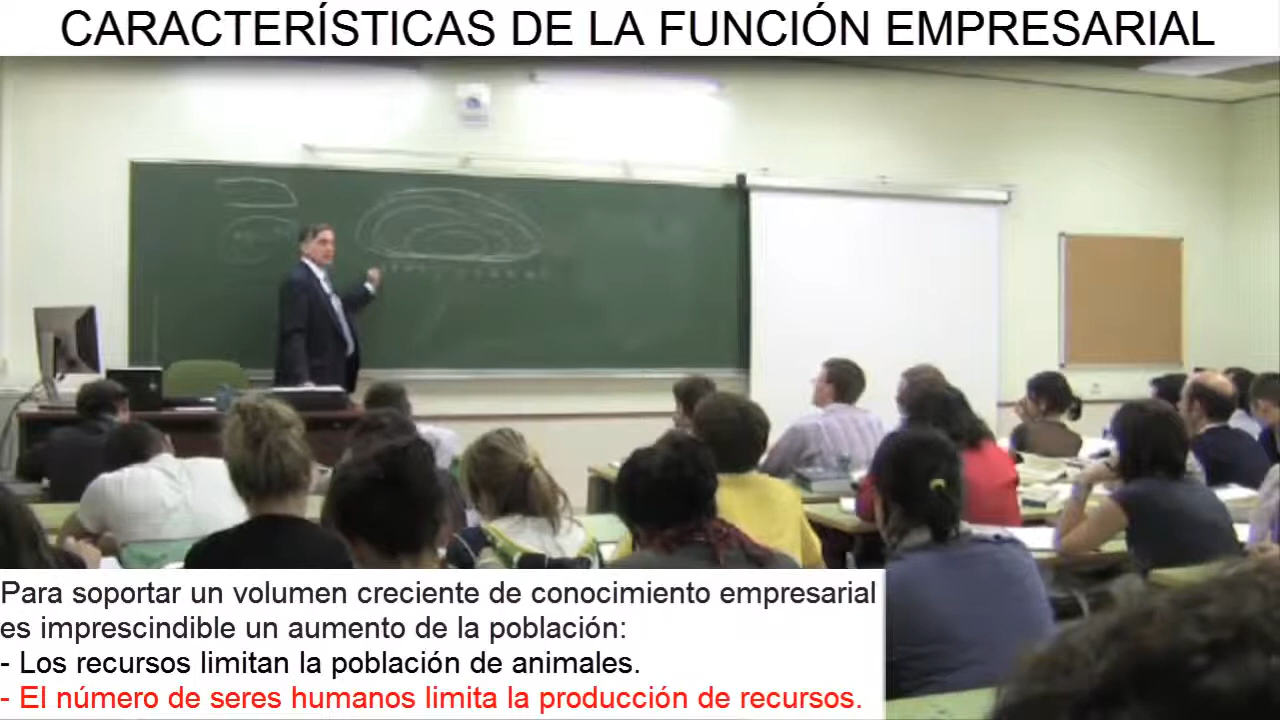 CARACTERÍSTICAS DE LA FUNCIÓN EMPRESARIAL
Para soportar un volumen creciente de conocimiento empresarial
es imprescindible un aumento de la población:
- Los recursos limitan la población de animales.
- El número de seres humanos limita la producción de recursos.